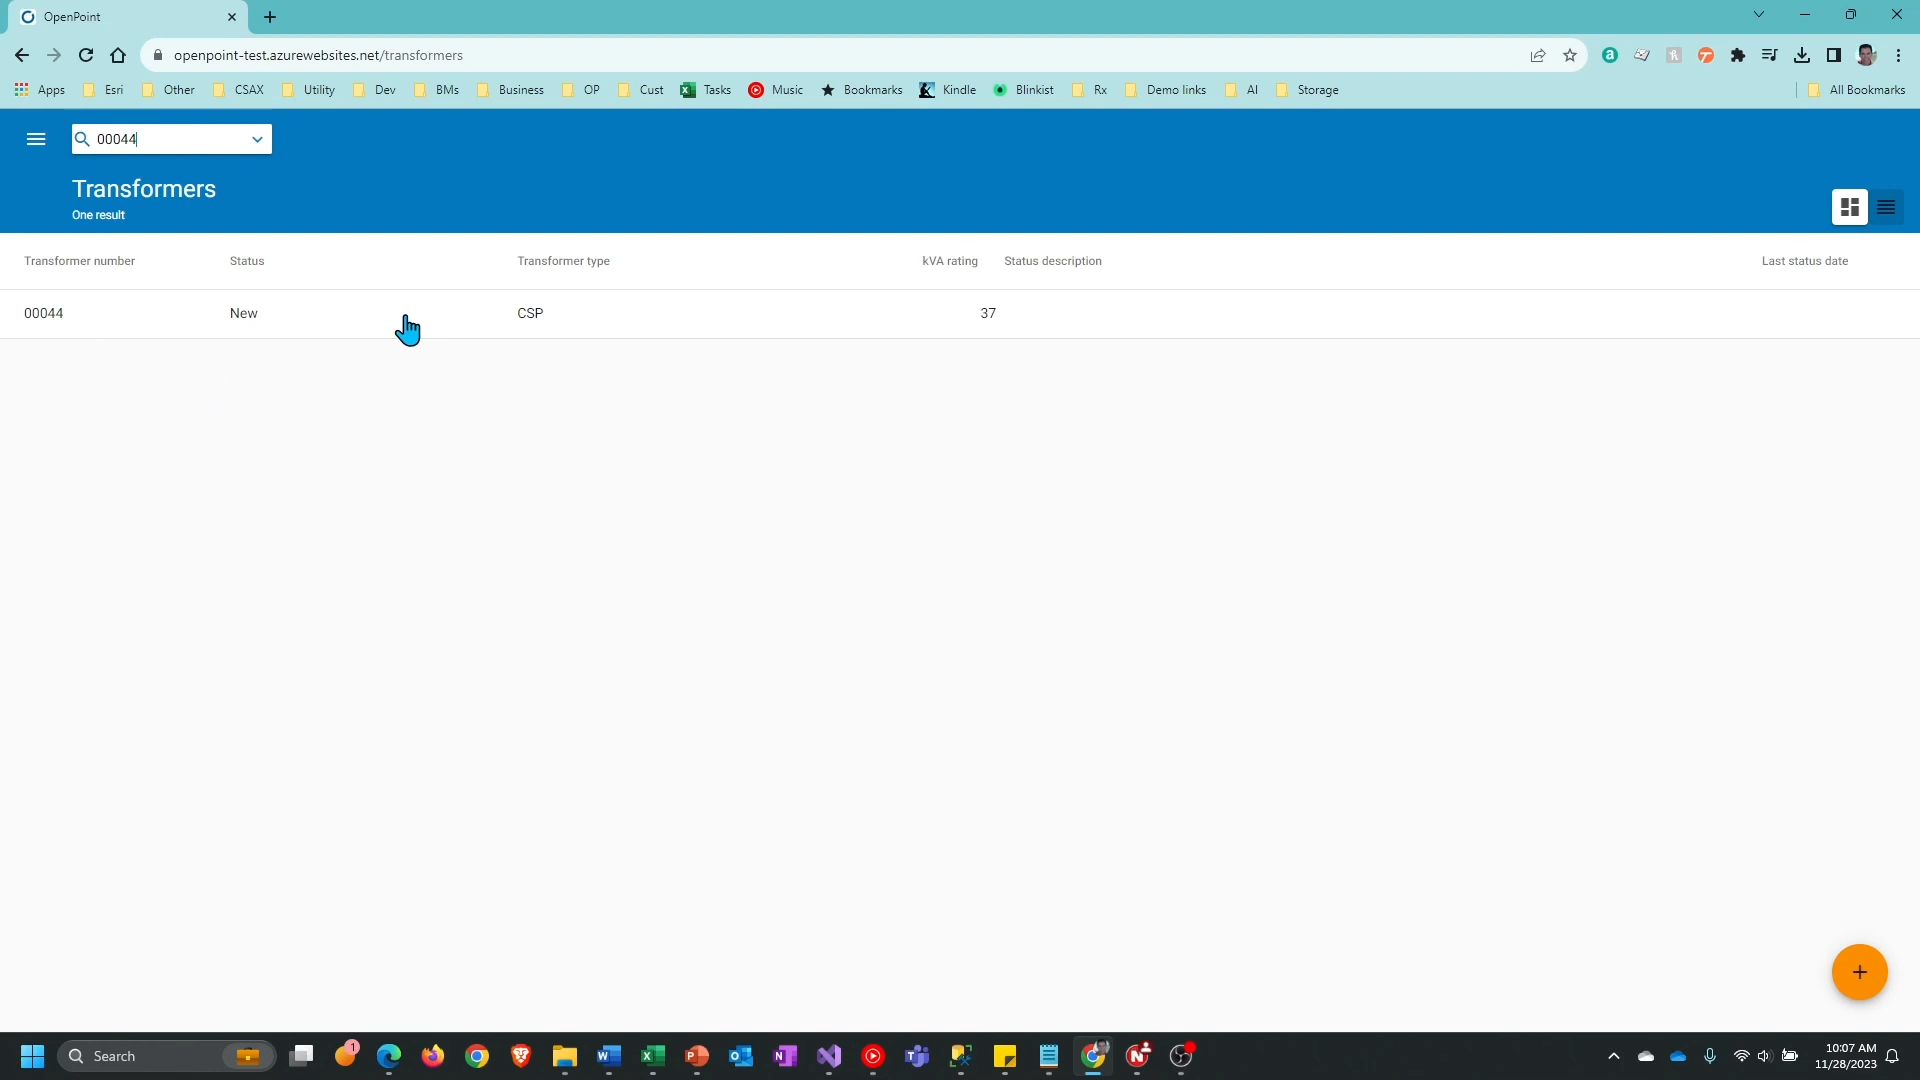 OpenPoint
openpoint-test.azurewebsites.net/transformers
Apps Esri Other CSAX Utility Dev BMs Business OP Cust Tasks Music Bookmarks Kindle Blinkist Rx Demo links AI Storage All Bookmarks
00044
Transformers
One result
Transformer number Status Transformer type kVA rating Status description Last status date
00044 New CSP 37
Search
1
10:07 AM
11/28/2023